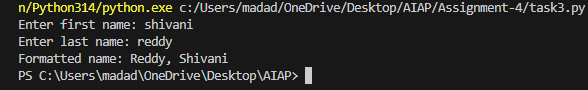 n/Python314/python.exe c:/Users/madad/OneDrive/Desktop/AIAP/Assignment-4/task3.py
Enter first name: shivani
Enter last name: reddy
Formatted name: Reddy, Shivani
PS C:\Users\madad\OneDrive\Desktop\AIAP>